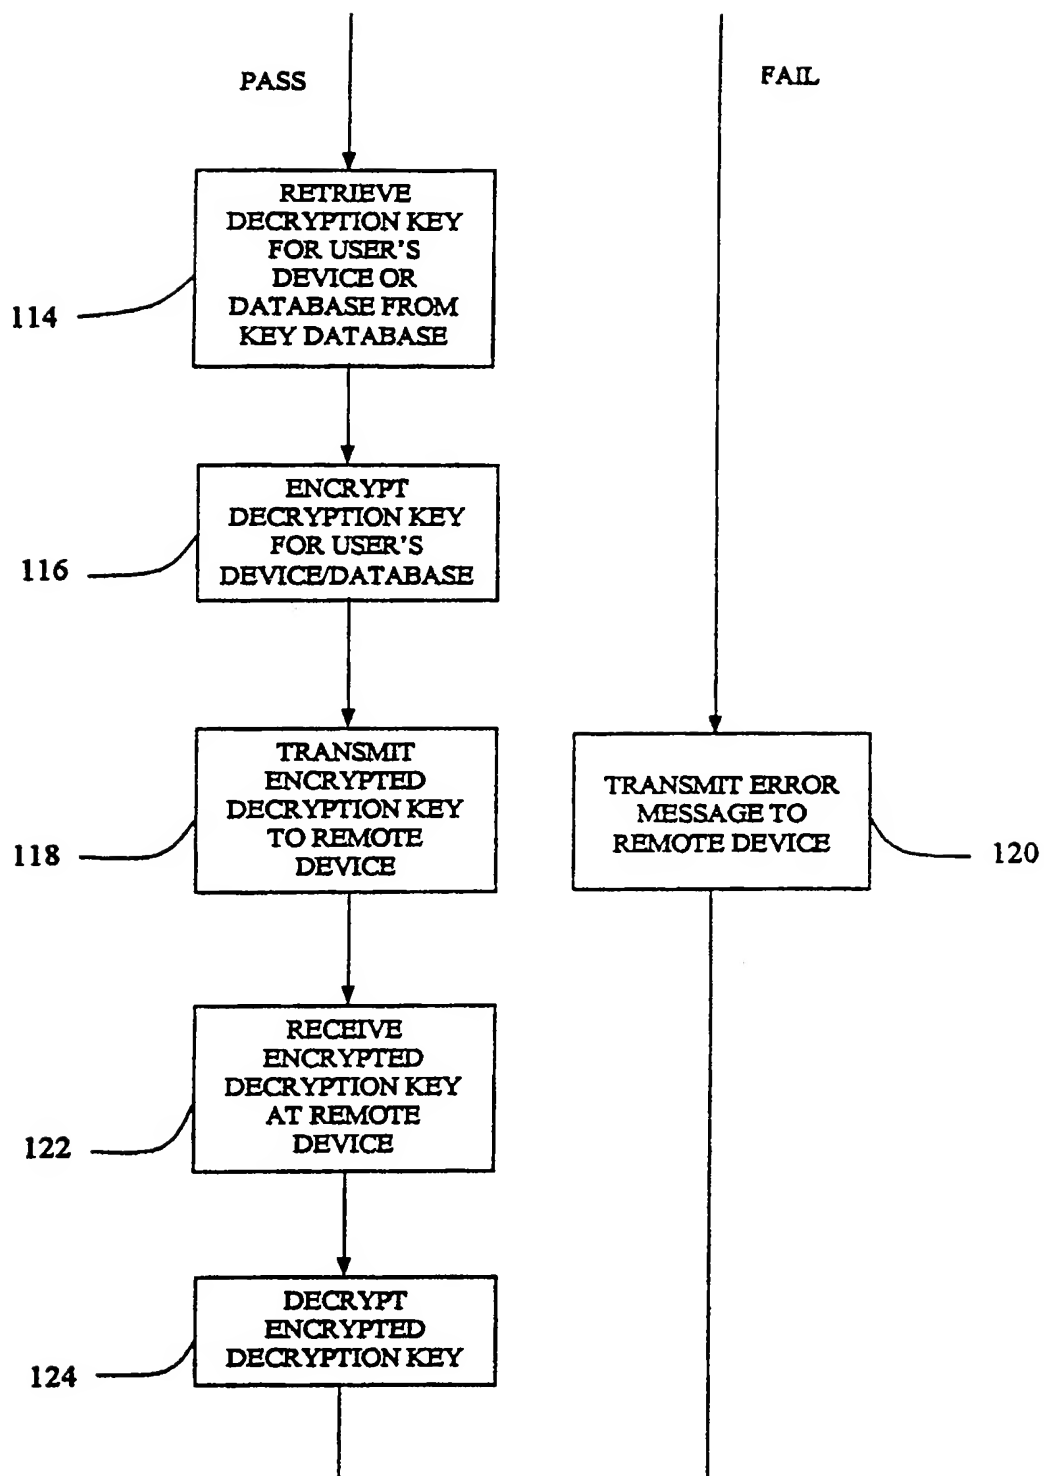 PASS
FAIL
RETRIEVE
DECRYPTION KEY
FOR USER'S
DEVICE OR
DATABASE FROM
KEY DATABASE
114
ENCRYPT
DECRYPTION KEY
FOR USER'S
DEVICE/DATABASE
116
TRANSMIT
ENCRYPTED
DECRYPTION KEY
TO REMOTE
DEVICE
118
TRANSMIT ERROR
MESSAGE TO
REMOTE DEVICE
120
RECEIVE
ENCRYPTED
DECRYPTION KEY
AT REMOTE
DEVICE
122
DECRYPT
ENCRYPTED
DECRYPTION KEY
124